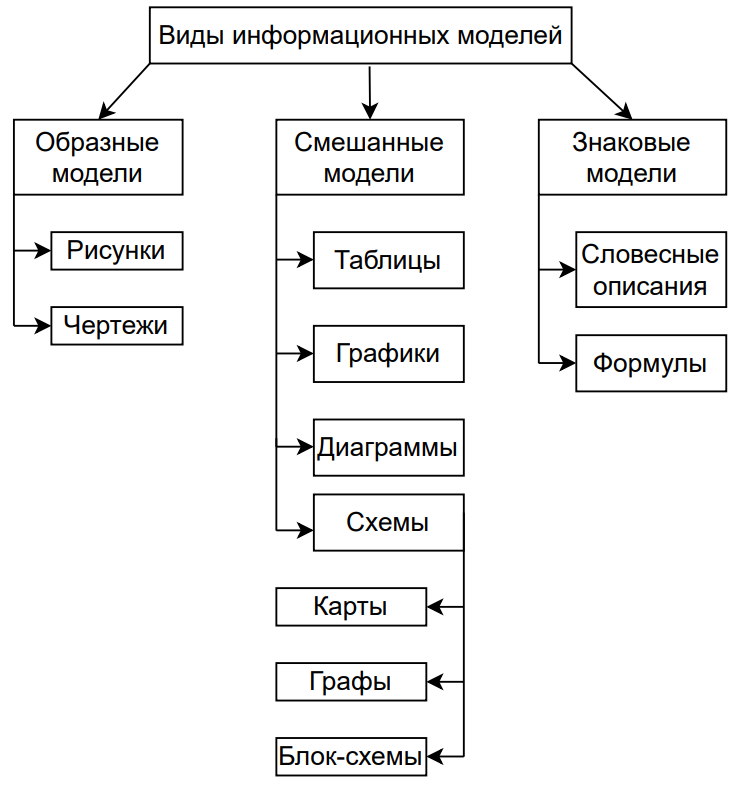 Виды информационных моделей
Образные
модели
Рисунки
Чертежи
Смешанные
модели
Таблицы
Графики
Диаграммы
Схемы
Карты
Графы
Блок-схемы
Знаковые
модели
Словесные
описания
Формулы